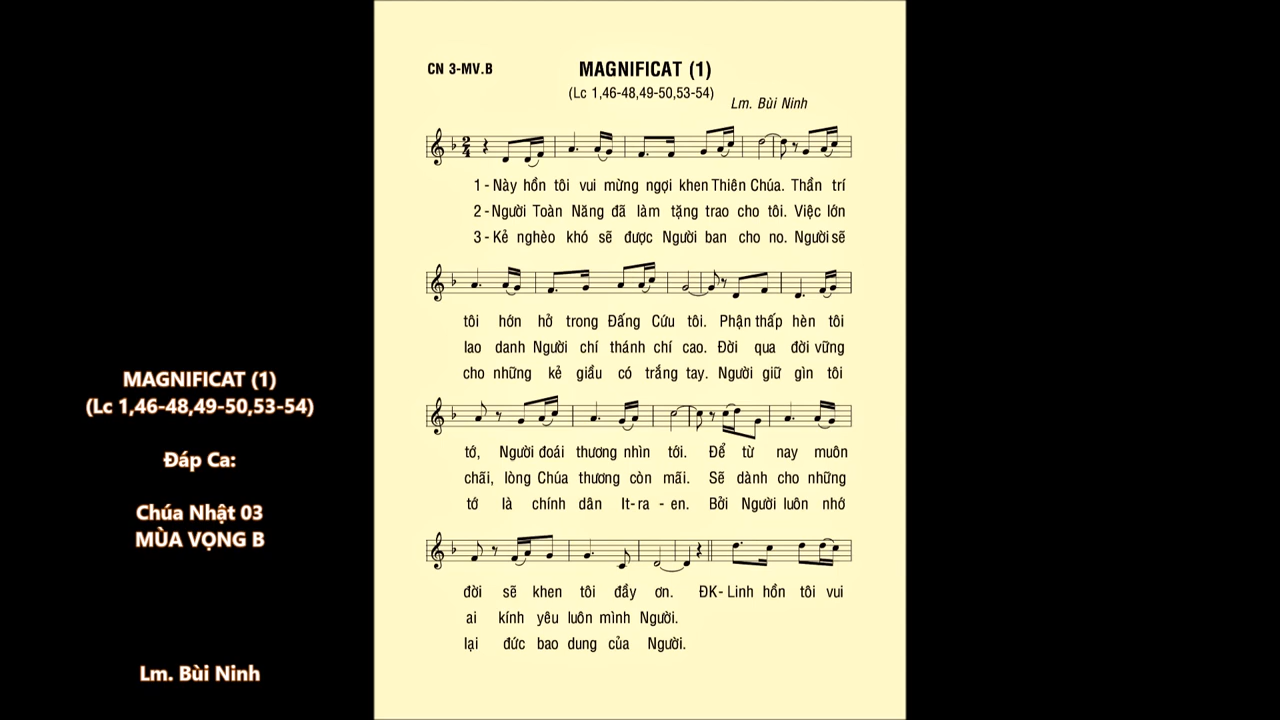 CN 3-MV.B
MAGNIFICAT (1)
(Lc 1,46-48,49-50,53-54)
Lm. Bùi Ninh
1-Này hồn tôi vui mừng ngợi khen Thiên Chúa. Thần trí
2-Người Toàn Năng đã làm tặng trao cho tôi. Việc lớn
3-Kẻ nghèo khó sẽ được Người ban cho no. Người sẽ
tôi hớn hở trong Đấng Cứu tôi. Phận thấp hèn tôi
lao danh Người chí thánh chí cao. Đời qua đời vững
cho những kẻ giầu có trắng tay. Người giữ gìn tôi
tớ, Người đoái thương nhìn tới. Để từ nay muôn
chãi, lòng Chúa thương còn mãi. Sẽ dành cho những
tớ là chính dân It-ra-en. Bởi Người luôn nhớ
đời sẽ khen tôi đầy ơn. ĐK-Linh hồn tôi vui
ai kính yêu luôn mình Người.
lại đức bao dung của Người.
MAGNIFICAT (1)
(Lc 1,46-48,49-50,53-54)
Đáp Ca:
Chúa Nhật 03
MÙA VỌNG B
Lm. Bùi Ninh